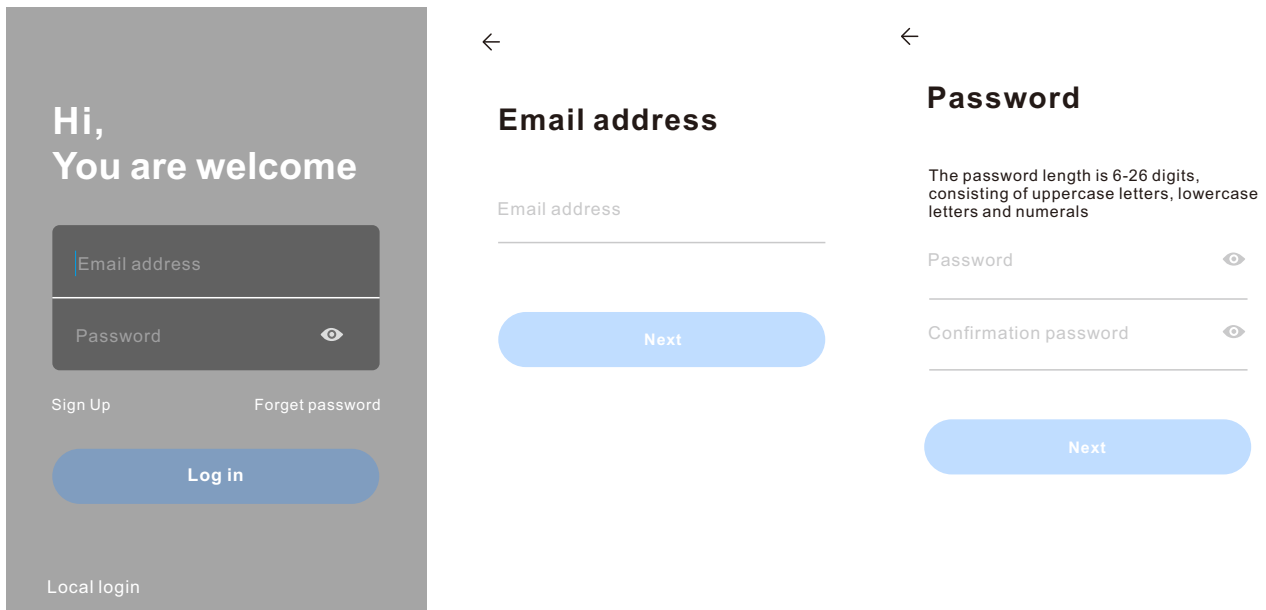 Hi,
You are welcome
Email address
Password
Sign Up
Forget password
Log in
Local login
Email address
Email address
Next
Password
The password length is 6-26 digits,
consisting of uppercase letters, lowercase
letters and numerals
Password
Confirmation password
Next